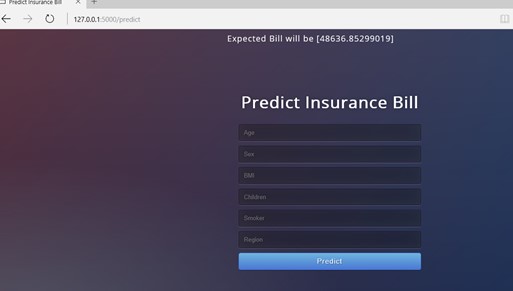 Predict Insurance Bill
127.0.0.1:5000/predict
Expected Bill will be [48636.85299019]
Predict Insurance Bill
Age
Sex
BMI
Children
Smoker
Region
Predict